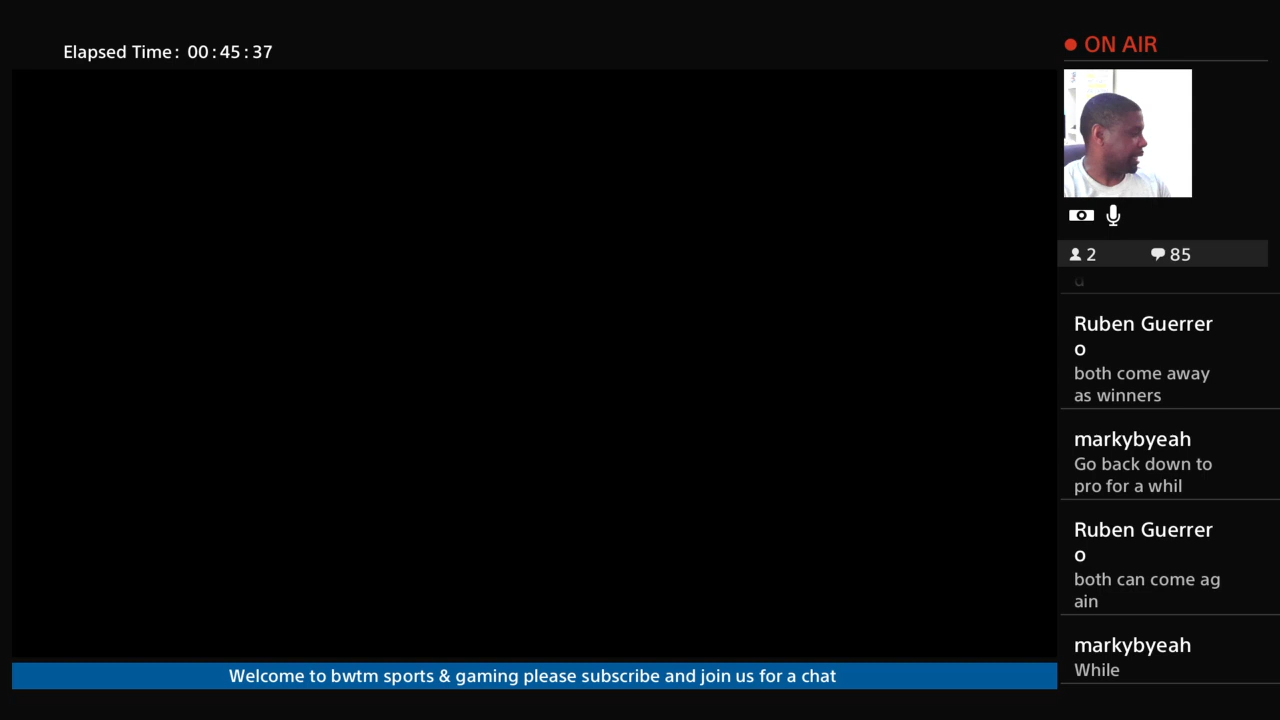 Elapsed Time: 00:45:37
ON AIR
2 85
Ruben Guerrer
o
both come away
as winners
markybyeah
Go back down to
pro for a whil
Ruben Guerrer
o
both can come ag
ain
markybyeah
While
Welcome to bwtm sports & gaming please subscribe and join us for a chat